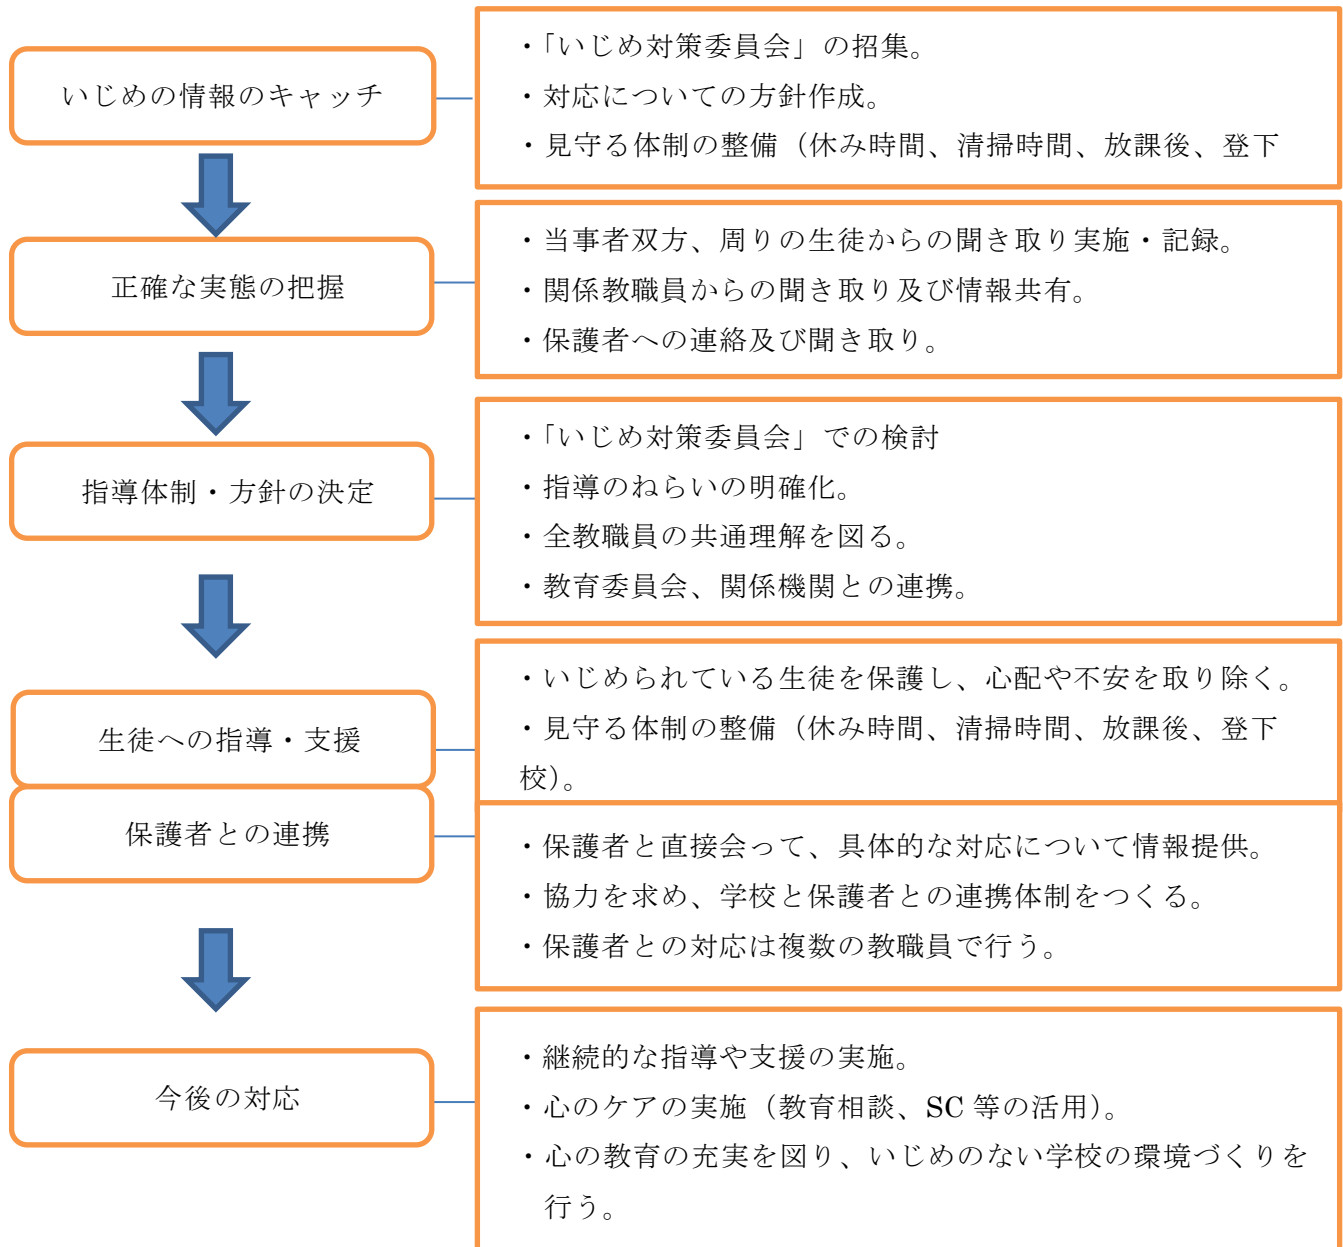 いじめの情報のキャッチ
・「いじめ対策委員会」の招集。
・対応についての方針作成。
・見守る体制の整備（休み時間、清掃時間、放課後、登下
正確な実態の把握
・当事者双方、周りの生徒からの聞き取り実施・記録。
・関係教職員からの聞き取り及び情報共有。
・保護者への連絡及び聞き取り。
指導体制・方針の決定
・「いじめ対策委員会」での検討
・指導のねらいの明確化。
・全教職員の共通理解を図る。
・教育委員会、関係機関との連携。
生徒への指導・支援
・いじめられている生徒を保護し、心配や不安を取り除く。
・見守る体制の整備（休み時間、清掃時間、放課後、登下
校）。
保護者との連携
・保護者と直接会って、具体的な対応について情報提供。
・協力を求め、学校と保護者との連携体制をつくる。
・保護者との対応は複数の教職員で行う。
今後の対応
・継続的な指導や支援の実施。
・心のケアの実施（教育相談、SC 等の活用）。
・心の教育の充実を図り、いじめのない学校の環境づくりを
行う。